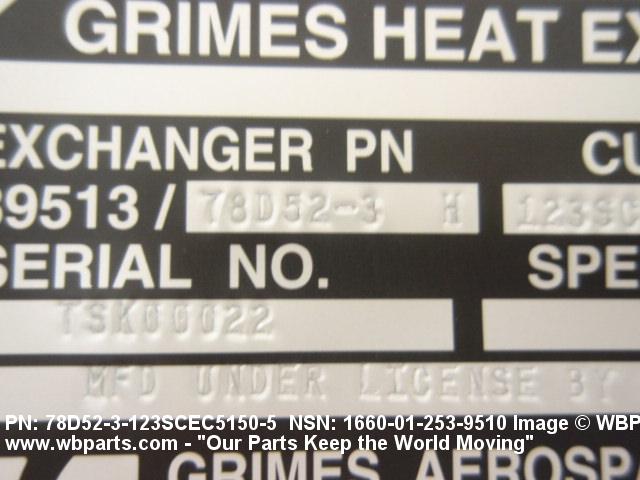 GRIMES HEAT EX
EXCHANGER PN CU
39513/ 78D52-3 H 123SC
SERIAL NO. SPE
TSK00022
MFD UNDER LICENSE BY
PN: 78D52-3-123SCEC5150-5 NSN: 1660-01-253-9510 Image © WBP
www.wbparts.com - "Our Parts Keep the World Moving"
GRIMES AEROSPA